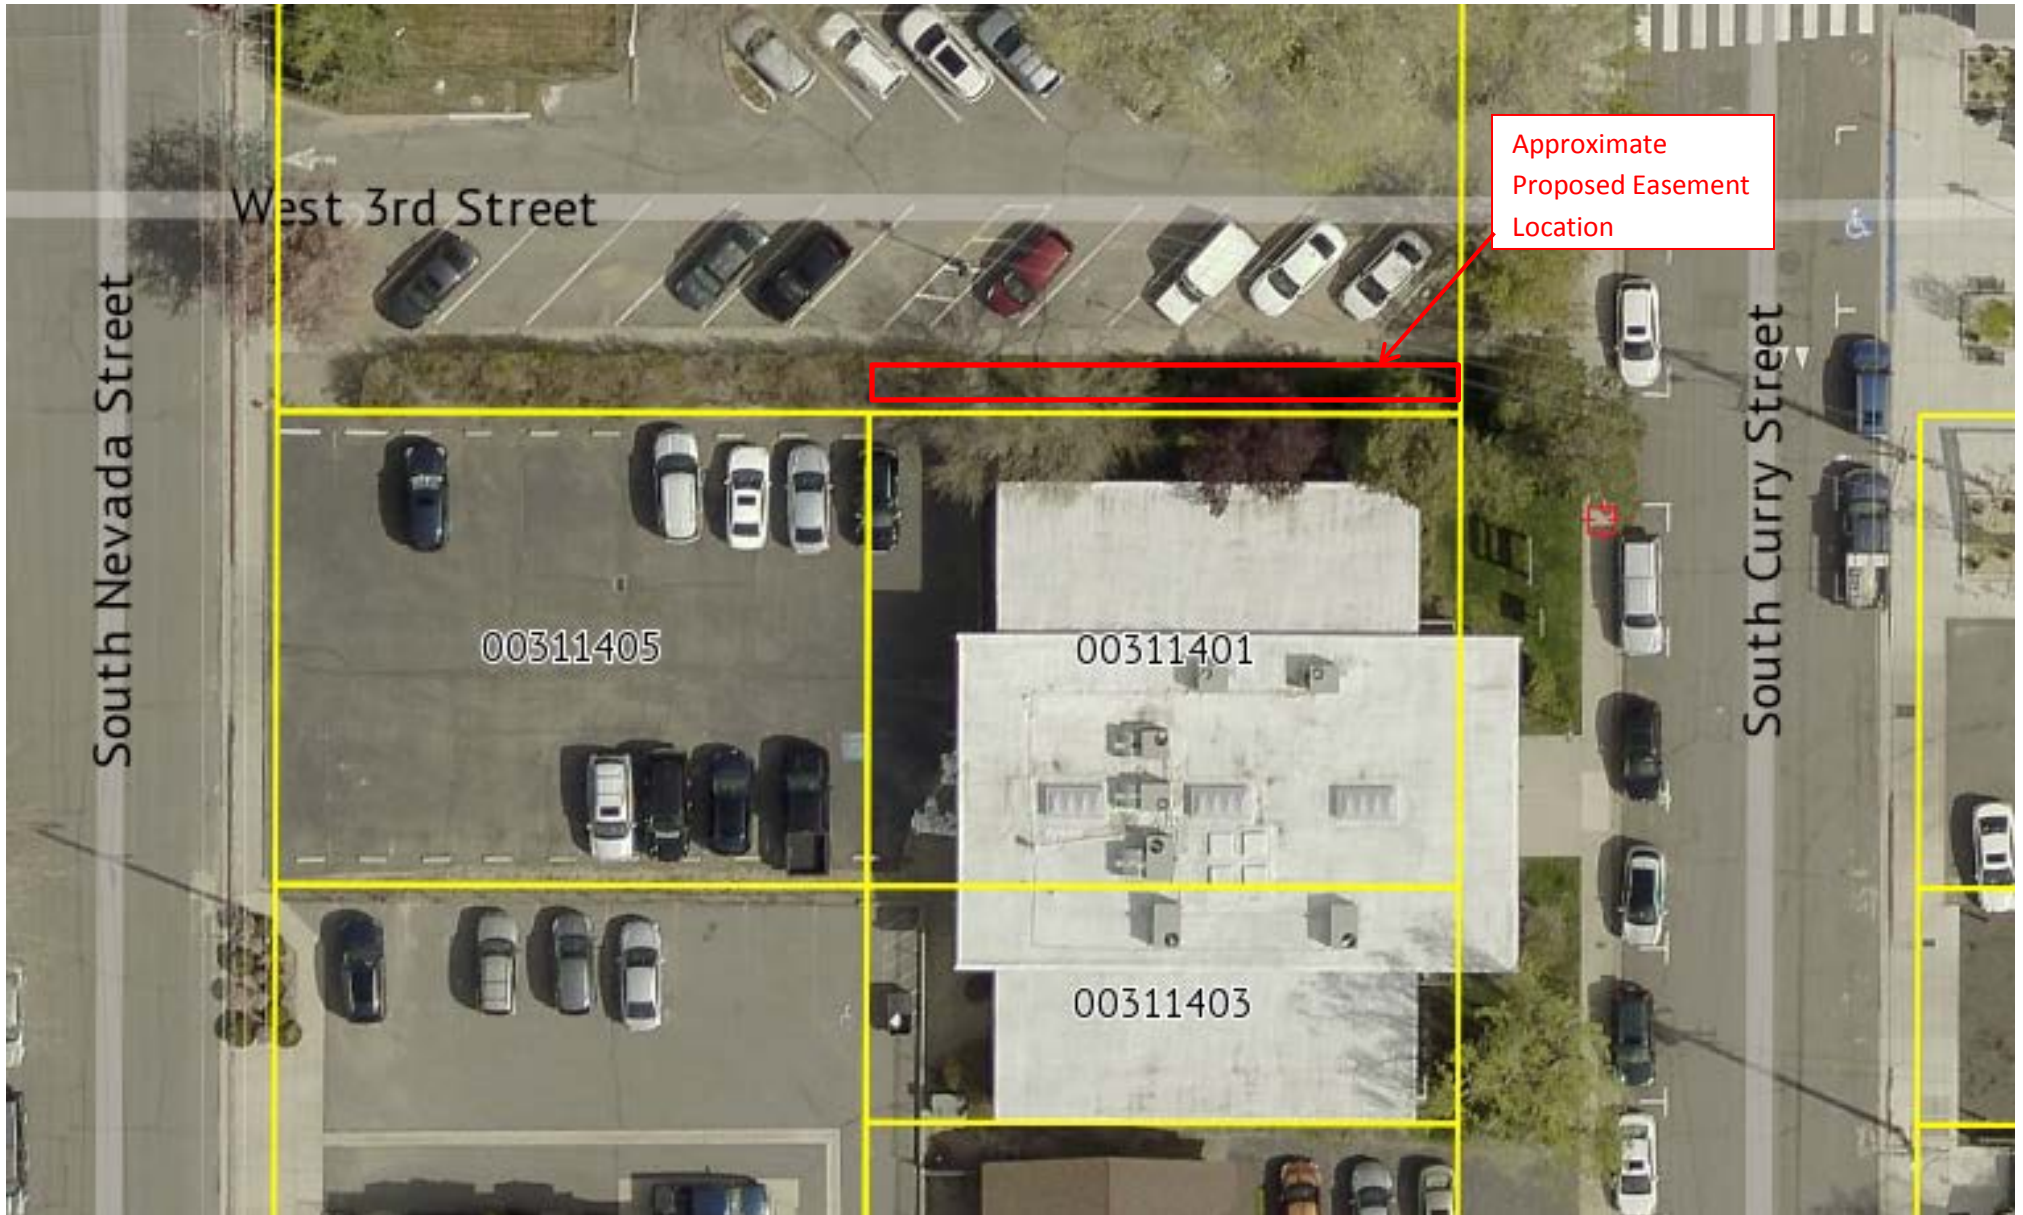 Approximate
Proposed Easement
Location
West 3rd Street
South Nevada Street
South Curry Street
00311405
00311401
00311403